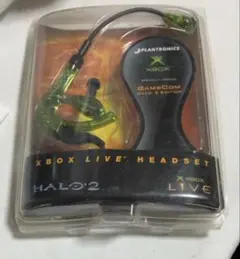 PLANTRONICS
XBOX
GAMECOM
HALO 2 EDITION
XBOX LIVE HEADSET
HALO 2
XBOX
LIVE